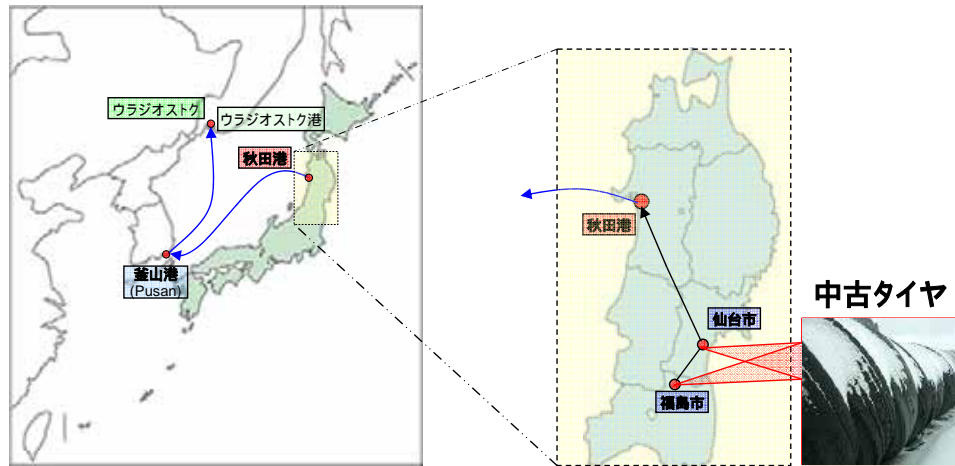 ウラジオストグ
ウラジオストク港
秋田港
釜山港
(Pusan)
秋田港
仙台市
福島市
中古タイヤ